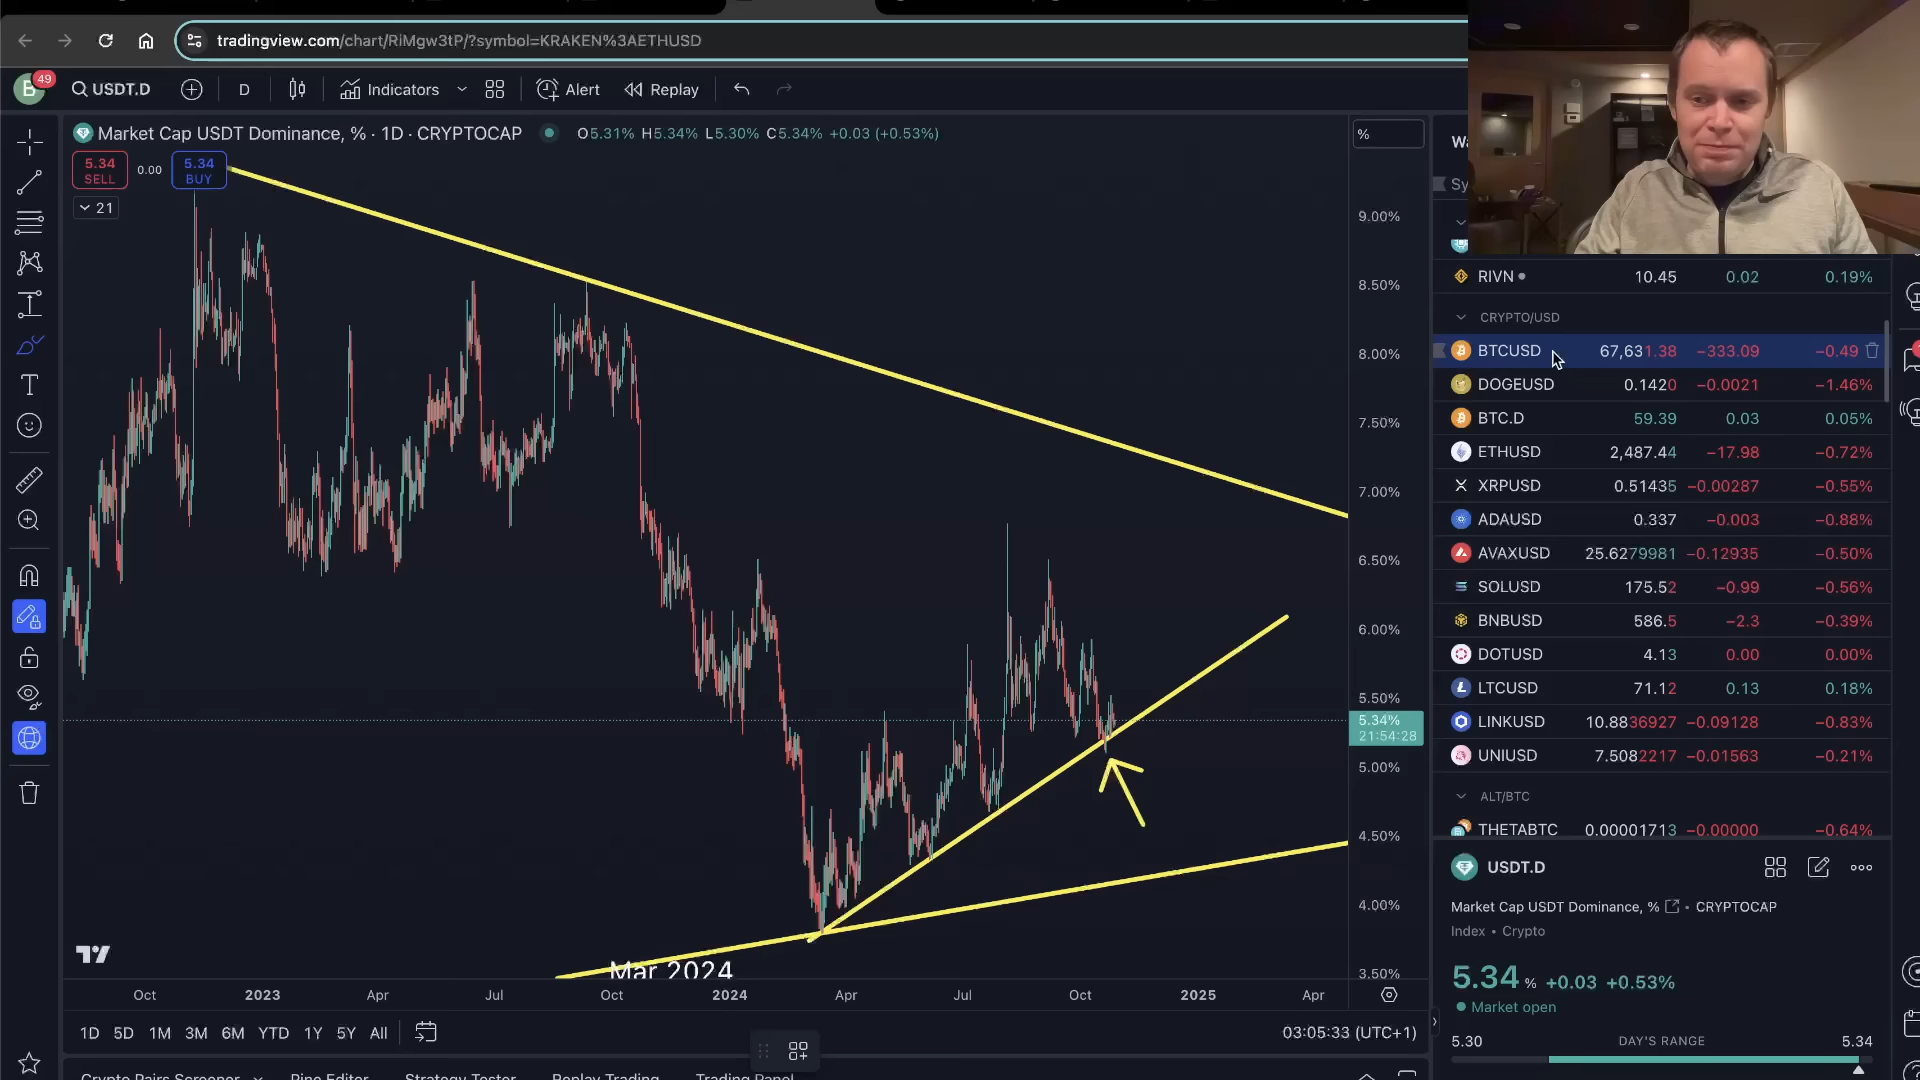 tradingview.com/chart/RiMgw3tP/?symbol=KRAKEN%3AETHUSD
B 49 USDT.D D Indicators Alert Replay
Market Cap USDT Dominance, % · 1D · CRYPTOCAP O5.31% H5.34% L5.30% C5.34% +0.03 (+0.53%)
5.34 SELL 0.00 5.34 BUY
21
%
9.00%
8.50%
8.00%
7.50%
7.00%
6.50%
6.00%
5.50%
5.34%
21:54:28
5.00%
4.50%
4.00%
3.50%
Mar 2024
Oct 2023 Apr Jul Oct 2024 Apr Jul Oct 2025 Apr
1D 5D 1M 3M 6M YTD 1Y 5Y All 03:05:33 (UTC+1)
RIVN 10.45 0.02 0.19%
CRYPTO/USD
BTCUSD 67,631.38 −333.09 −0.49
DOGEUSD 0.1420 −0.0021 −1.46%
BTC.D 59.39 0.03 0.05%
ETHUSD 2,487.44 −17.98 −0.72%
XRPUSD 0.51435 −0.00287 −0.55%
ADAUSD 0.337 −0.003 −0.88%
AVAXUSD 25.6279981 −0.12935 −0.50%
SOLUSD 175.52 −0.99 −0.56%
BNBUSD 586.5 −2.3 −0.39%
DOTUSD 4.13 0.00 0.00%
LTCUSD 71.12 0.13 0.18%
LINKUSD 10.8836927 −0.09128 −0.83%
UNIUSD 7.5082217 −0.01563 −0.21%
ALT/BTC
THETABTC 0.00001713 −0.00000 −0.64%
USDT.D
Market Cap USDT Dominance, % • CRYPTOCAP
Index • Crypto
5.34 % +0.03 +0.53%
Market open
5.30 DAY'S RANGE 5.34
Crypto Pairs Screener Pine Editor Strategy Tester Replay Trading Trading Panel